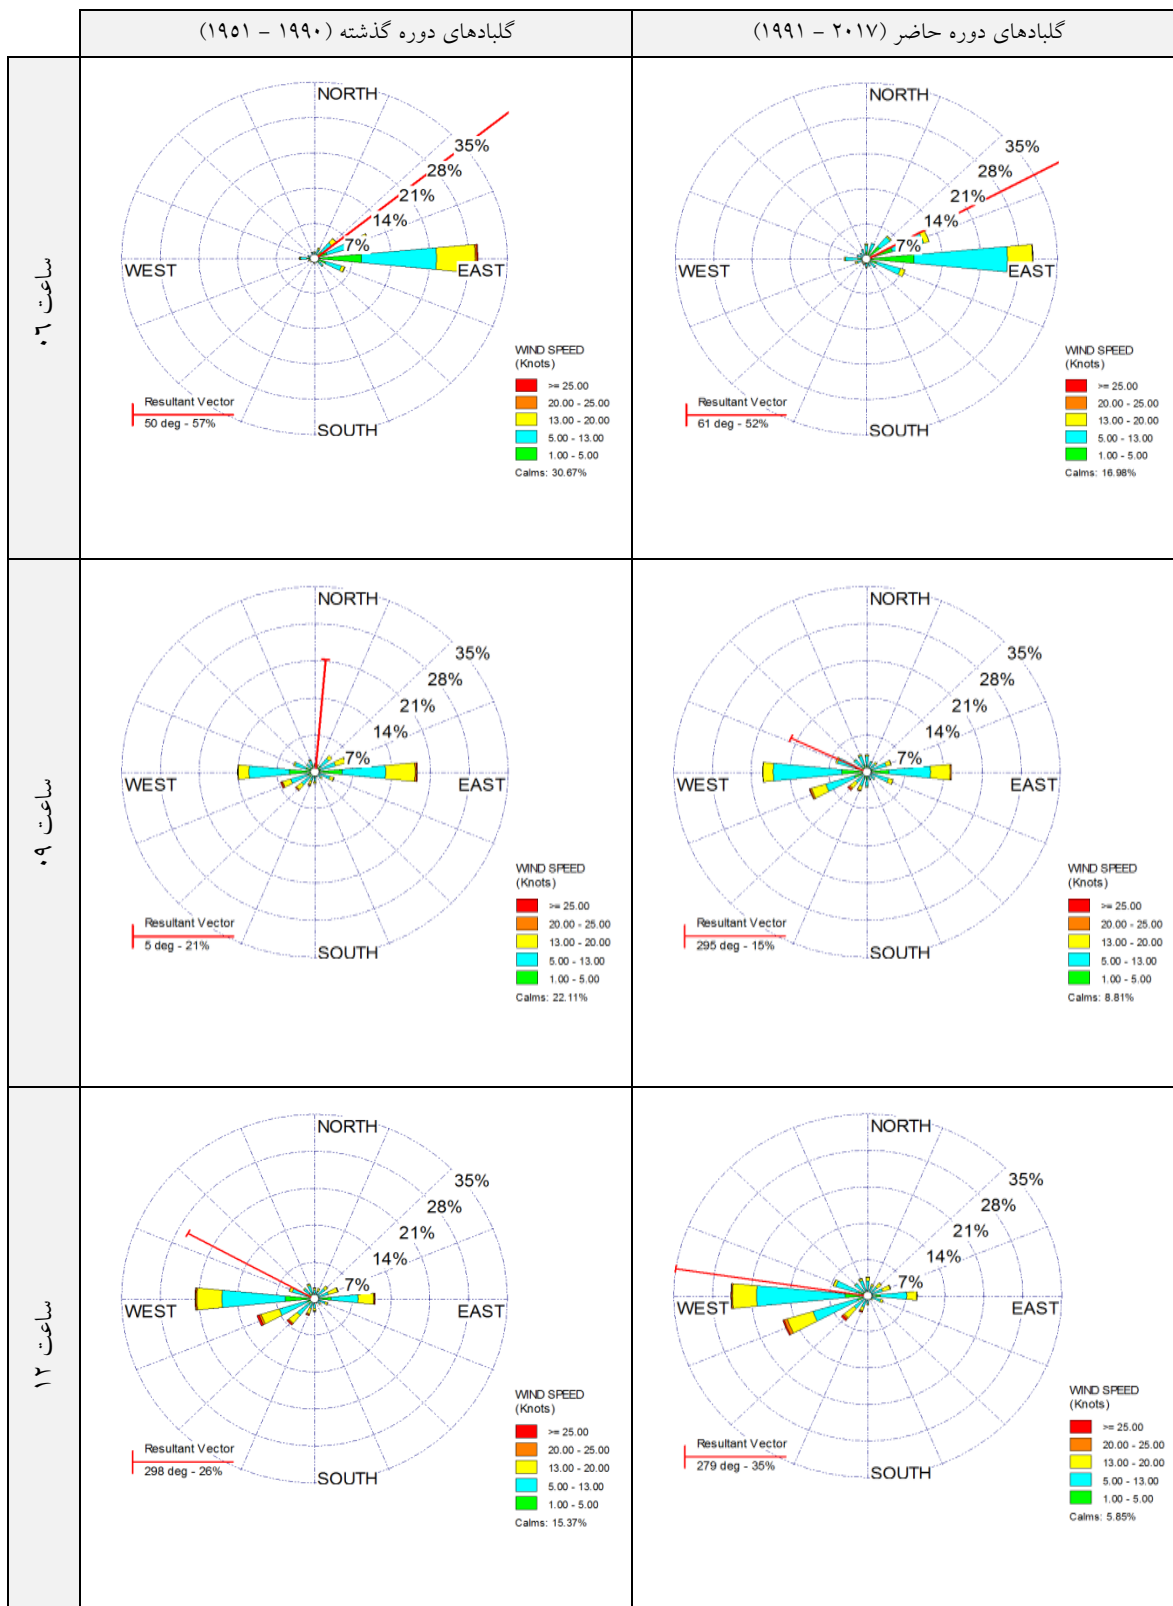 گلبادهای دوره گذشته (۱۹۹۰ - ۱۹۵۱)
گلبادهای دوره حاضر (۲۰۱۷ - ۱۹۹۱)
ساعت ۰۶
NORTH
35%
28%
21%
14%
7%
WEST
EAST
SOUTH
WIND SPEED
(Knots)
>= 25.00
20.00 - 25.00
13.00 - 20.00
5.00 - 13.00
1.00 - 5.00
Calms: 30.67%
Resultant Vector
50 deg - 57%
NORTH
35%
28%
21%
14%
7%
WEST
EAST
SOUTH
WIND SPEED
(Knots)
>= 25.00
20.00 - 25.00
13.00 - 20.00
5.00 - 13.00
1.00 - 5.00
Calms: 16.98%
Resultant Vector
61 deg - 52%
ساعت ۰۹
NORTH
35%
28%
21%
14%
7%
WEST
EAST
SOUTH
WIND SPEED
(Knots)
>= 25.00
20.00 - 25.00
13.00 - 20.00
5.00 - 13.00
1.00 - 5.00
Calms: 22.11%
Resultant Vector
5 deg - 21%
NORTH
35%
28%
21%
14%
7%
WEST
EAST
SOUTH
WIND SPEED
(Knots)
>= 25.00
20.00 - 25.00
13.00 - 20.00
5.00 - 13.00
1.00 - 5.00
Calms: 8.81%
Resultant Vector
295 deg - 15%
ساعت ۱۲
NORTH
35%
28%
21%
14%
7%
WEST
EAST
SOUTH
WIND SPEED
(Knots)
>= 25.00
20.00 - 25.00
13.00 - 20.00
5.00 - 13.00
1.00 - 5.00
Calms: 15.37%
Resultant Vector
298 deg - 26%
NORTH
35%
28%
21%
14%
7%
WEST
EAST
SOUTH
WIND SPEED
(Knots)
>= 25.00
20.00 - 25.00
13.00 - 20.00
5.00 - 13.00
1.00 - 5.00
Calms: 5.85%
Resultant Vector
279 deg - 35%